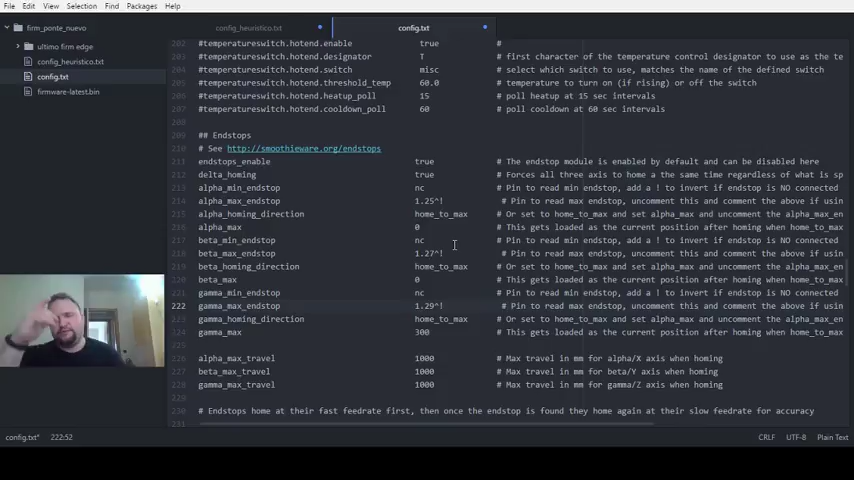 File Edit View Selection Find Packages Help
firm_ponte_nuevo
ultimo firm edge
config_heuristico.txt
config.txt
firmware-latest.bin
config_heuristico.txt
config.txt
202 #temperatureswitch.hotend.enable true #
203 #temperatureswitch.hotend.designator T # first character of the temperature control designator to use as the te
204 #temperatureswitch.hotend.switch misc # select which switch to use, matches the name of the defined switch
205 #temperatureswitch.hotend.threshold_temp 60.0 # temperature to turn on (if rising) or off the switch
206 #temperatureswitch.hotend.heatup_poll 15 # poll heatup at 15 sec intervals
207 #temperatureswitch.hotend.cooldown_poll 60 # poll cooldown at 60 sec intervals
208
209 ## Endstops
210 # See http://smoothieware.org/endstops
211 endstops_enable true # The endstop module is enabled by default and can be disabled here
212 delta_homing true # Forces all three axis to home a the same time regardless of what is sp
213 alpha_min_endstop nc # Pin to read min endstop, add a ! to invert if endstop is NO connected
214 alpha_max_endstop 1.25^! # Pin to read max endstop, uncomment this and comment the above if usin
215 alpha_homing_direction home_to_max # Or set to home_to_max and set alpha_max and uncomment the alpha_max_en
216 alpha_max 0 # This gets loaded as the current position after homing when home_to_max
217 beta_min_endstop nc # Pin to read min endstop, add a ! to invert if endstop is NO connected
218 beta_max_endstop 1.27^! # Pin to read max endstop, uncomment this and comment the above if usin
219 beta_homing_direction home_to_max # Or set to home_to_max and set alpha_max and uncomment the alpha_max_en
220 beta_max 0 # This gets loaded as the current position after homing when home_to_max
221 gamma_min_endstop nc # Pin to read min endstop, add a ! to invert if endstop is NO connected
222 gamma_max_endstop 1.29^! # Pin to read max endstop, uncomment this and comment the above if usin
223 gamma_homing_direction home_to_max # Or set to home_to_max and set alpha_max and uncomment the alpha_max_en
224 gamma_max 300 # This gets loaded as the current position after homing when home_to_max
225
226 alpha_max_travel 1000 # Max travel in mm for alpha/X axis when homing
227 beta_max_travel 1000 # Max travel in mm for beta/Y axis when homing
228 gamma_max_travel 1000 # Max travel in mm for gamma/Z axis when homing
229
230 # Endstops home at their fast feedrate first, then once the endstop is found they home again at their slow feedrate for accuracy
231
config.txt* 222:52 CRLF UTF-8 Plain Text